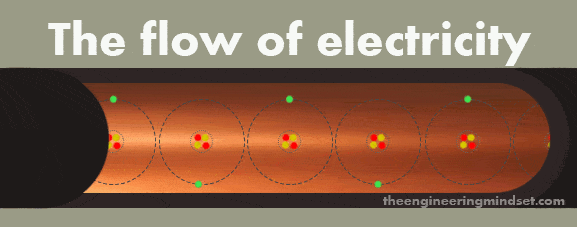 The flow of electricity
theengineeringmindset.com